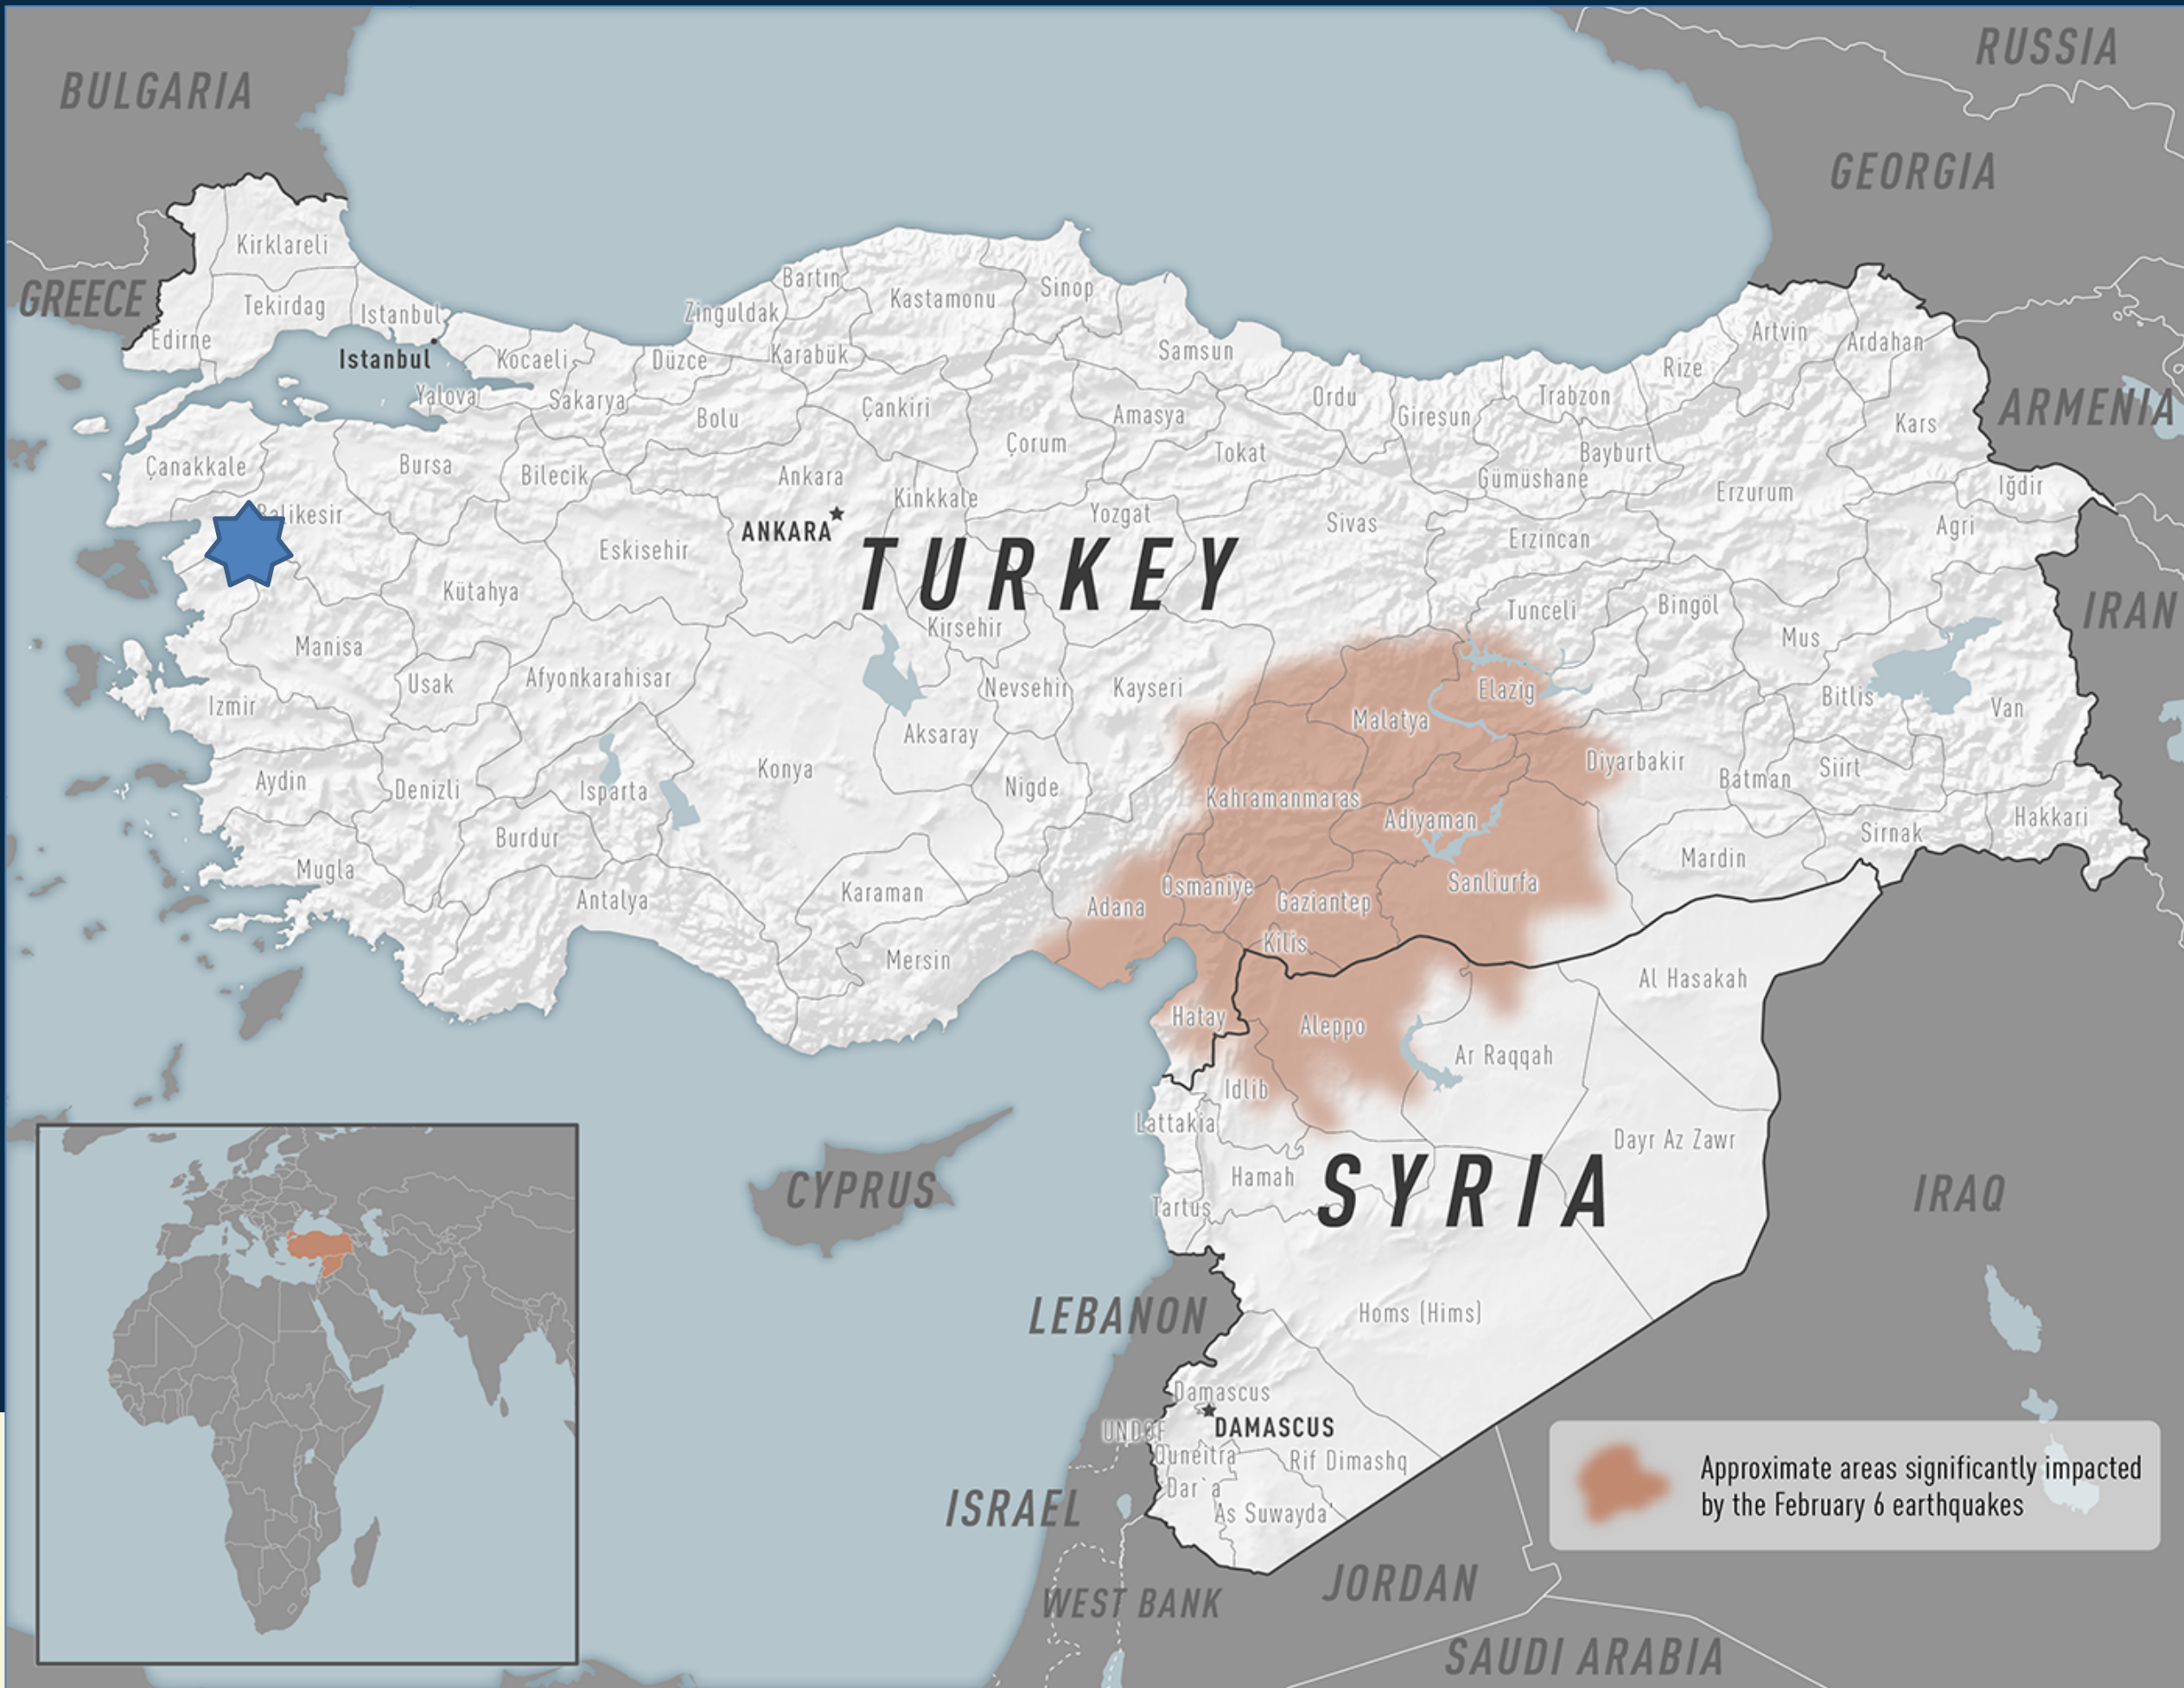 BULGARIA
RUSSIA
GEORGIA
Kirklareli
GREECE
Tekirdag
Istanbul
Edirne
Istanbul
Kocaeli
Yalova
Sakarya
Düzce
Zinguldak
Bartin
Karabük
Kastamonu
Sinop
Samsun
Bolu
Çankiri
Çorum
Amasya
Tokat
Ordu
Giresun
Trabzon
Rize
Artvin
Ardahan
ARMENIA
Kars
Bayburt
Gümüshane
Erzurum
Iğdir
Agri
Çanakkale
Balikesir
Bursa
Bilecik
Ankara
ANKARA
Kinkkale
Yozgat
Sivas
Erzincan
Eskisehir
TURKEY
Kütahya
Kirsehir
Tunceli
Bingöl
Mus
IRAN
Manisa
Usak
Afyonkarahisar
Nevsehir
Kayseri
Malatya
Elazig
Bitlis
Van
Izmir
Aksaray
Aydin
Denizli
Isparta
Konya
Nigde
Kahramanmaras
Adiyaman
Diyarbakir
Batman
Siirt
Hakkari
Sirnak
Mardin
Burdur
Mugla
Antalya
Karaman
Mersin
Adana
Osmaniye
Gaziantep
Sanliurfa
Kilis
Hatay
Aleppo
Al Hasakah
Ar Raqqah
Idlib
Lattakia
Dayr Az Zawr
Hamah
SYRIA
Tartus
CYPRUS
IRAQ
LEBANON
Homs (Hims)
Damascus
DAMASCUS
UNDOF
Quneitra
Rif Dimashq
Dar`a
As Suwayda'
ISRAEL
WEST BANK
JORDAN
SAUDI ARABIA
Approximate areas significantly impacted
by the February 6 earthquakes